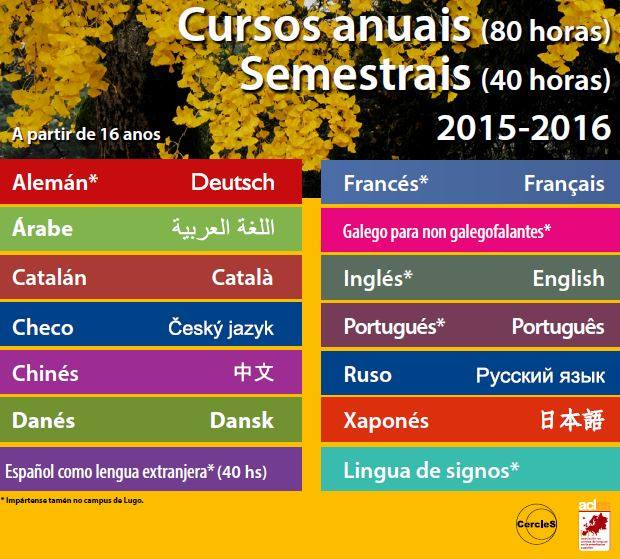 Cursos anuais (80 horas)
Semestrais (40 horas)
2015-2016
A partir de 16 anos
Alemán* Deutsch
Árabe اللغة العربية
Catalán Català
Checo Český jazyk
Chinés 中文
Danés Dansk
Español como lengua extranjera* (40 hs)
Francés* Français
Galego para non galegofalantes*
Inglés* English
Portugués* Português
Ruso Русский язык
Xaponés 日本語
Lingua de signos*
* Impártense tamén no campus de Lugo.
CercleS